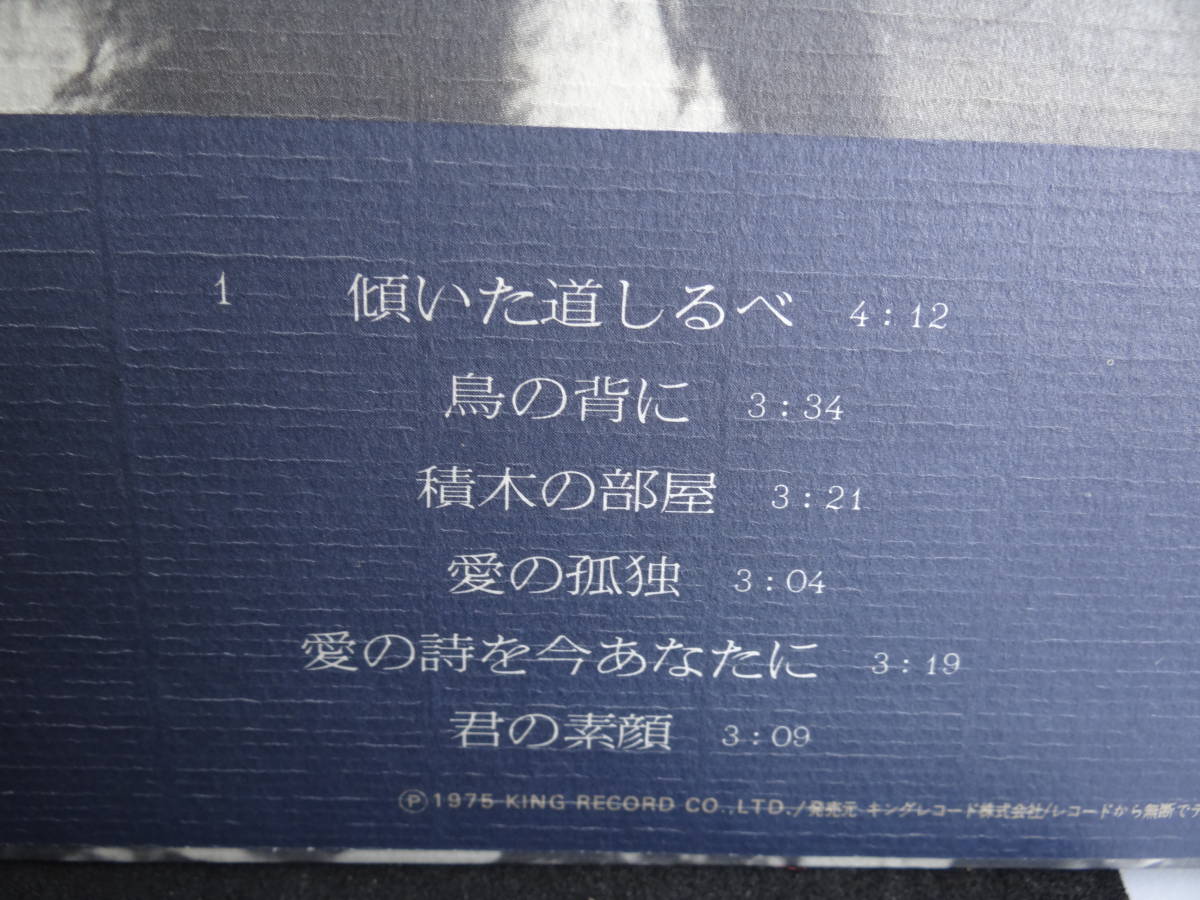 1 傾いた道しるべ 4:12
鳥の背に 3:34
積木の部屋 3:21
愛の孤独 3:04
愛の詩を今あなたに 3:19
君の素顔 3:09
Ⓟ 1975 KING RECORD CO.,LTD./発売元 キングレコード株式会社/レコードから無断でテ